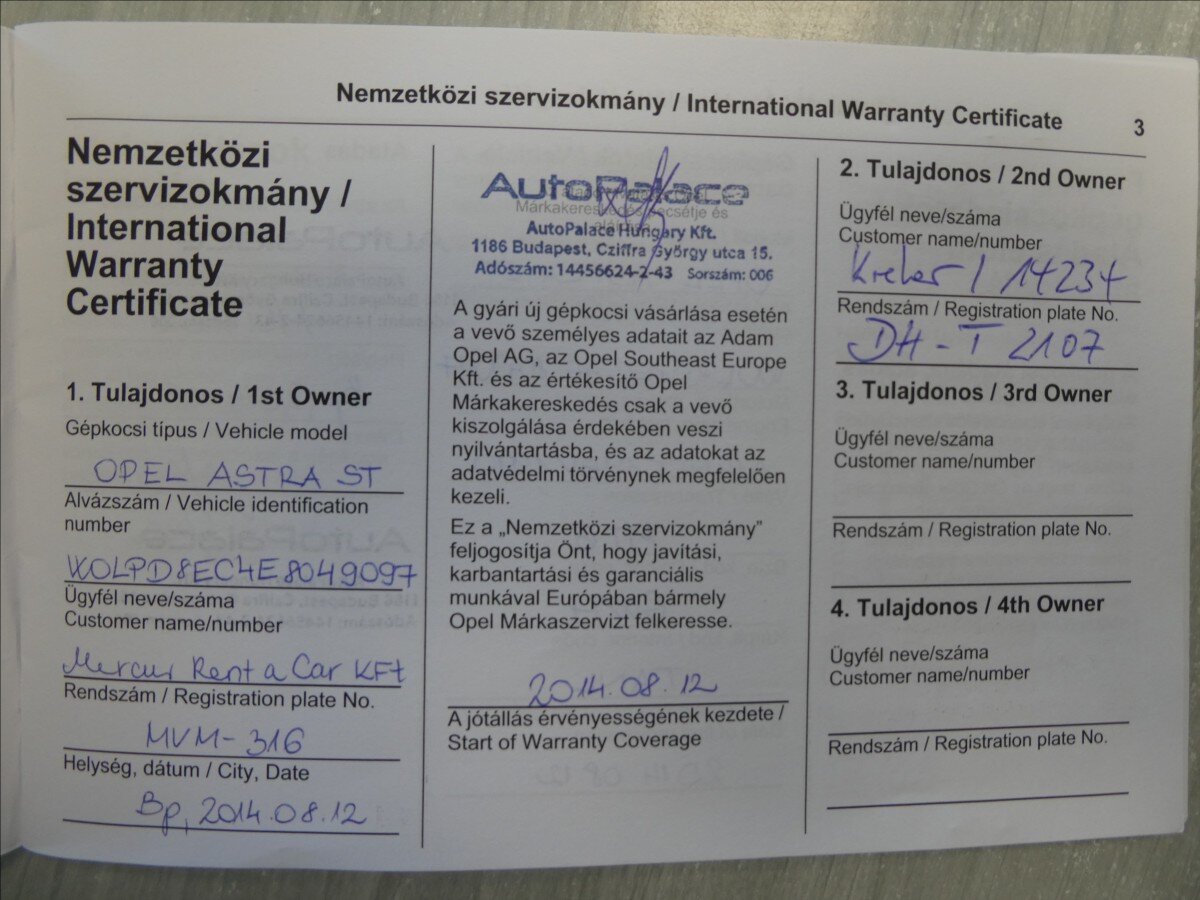 Nemzetközi szervizokmány / International Warranty Certificate
3
Nemzetközi
szervizokmány /
International
Warranty
Certificate
1. Tulajdonos / 1st Owner
Gépkocsi típus / Vehicle model
OPEL ASTRA ST
Alvázszám / Vehicle identification
number
WOLPD8EC4E8049097
Ügyfél neve/száma
Customer name/number
Mercur Rent a Car KFt
Rendszám / Registration plate No.
MVM-316
Helység, dátum / City, Date
Bp, 2014.08.12
AutoPalace
Márkakereskedés pecsétje és
AutoPalace Hungary Kft.
1186 Budapest, Cziffra György utca 15.
Adószám: 14456624-2-43 Sorszám: 006
A gyári új gépkocsi vásárlása esetén
a vevő személyes adatait az Adam
Opel AG, az Opel Southeast Europe
Kft. és az értékesítő Opel
Márkakereskedés csak a vevő
kiszolgálása érdekében veszi
nyilvántartásba, és az adatokat az
adatvédelmi törvénynek megfelelően
kezeli.
Ez a „Nemzetközi szervizokmány”
feljogosítja Önt, hogy javítási,
karbantartási és garanciális
munkával Európában bármely
Opel Márkaszervizt felkeresse.
2014.08.12
A jótállás érvényességének kezdete /
Start of Warranty Coverage
2. Tulajdonos / 2nd Owner
Ügyfél neve/száma
Customer name/number
/ 14234
Rendszám / Registration plate No.
DH-T 2107
3. Tulajdonos / 3rd Owner
Ügyfél neve/száma
Customer name/number
Rendszám / Registration plate No.
4. Tulajdonos / 4th Owner
Ügyfél neve/száma
Customer name/number
Rendszám / Registration plate No.